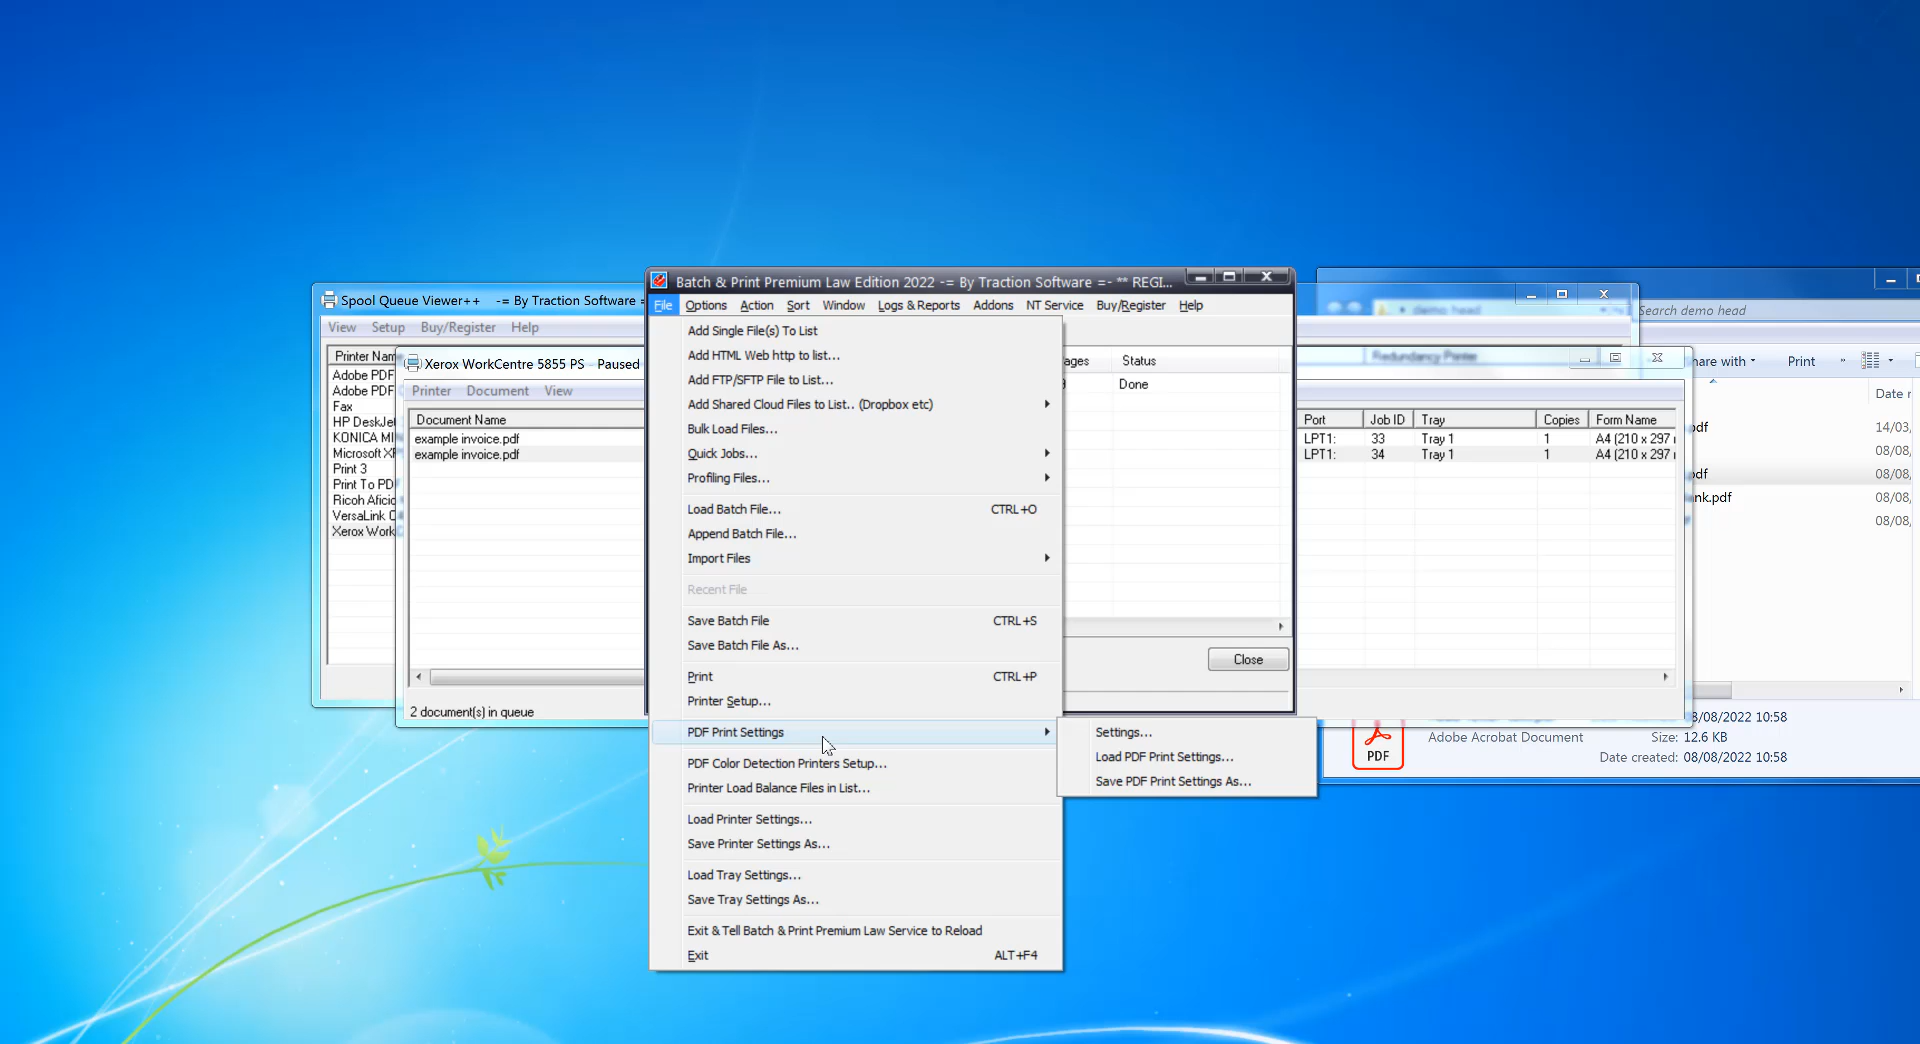 Spool Queue Viewer++ -= By Traction Software =
View Setup Buy/Register Help
Printer Nam
Adobe PDF
Adobe PDF
Fax
HP DeskJet
KONICA MI
Microsoft XF
Print 3
Print To PD
Ricoh Aficio
VersaLink C
Xerox Work
Xerox WorkCentre 5855 PS - Paused
Printer Document View
Document Name
example invoice.pdf
example invoice.pdf
2 document(s) in queue
Batch & Print Premium Law Edition 2022 -= By Traction Software =- ** REGI...
File Options Action Sort Window Logs & Reports Addons NT Service Buy/Register Help
Add Single File(s) To List
Add HTML Web http to list...
Add FTP/SFTP File to List...
Add Shared Cloud Files to List.. (Dropbox etc)
Bulk Load Files...
Quick Jobs...
Profiling Files...
Load Batch File... CTRL+O
Append Batch File...
Import Files
Recent File
Save Batch File CTRL+S
Save Batch File As...
Print CTRL+P
Printer Setup...
PDF Print Settings
PDF Color Detection Printers Setup...
Printer Load Balance Files in List...
Load Printer Settings...
Save Printer Settings As...
Load Tray Settings...
Save Tray Settings As...
Exit & Tell Batch & Print Premium Law Service to Reload
Exit ALT+F4
Settings...
Load PDF Print Settings...
Save PDF Print Settings As...
ages Status
Done
Close
demo head
Redundancy Printer
Port Job ID Tray Copies Form Name
LPT1: 33 Tray 1 1 A4 (210 x 297
LPT1: 34 Tray 1 1 A4 (210 x 297
Search demo head
hare with Print »
Date
df 14/03,
08/08,
df 08/08,
nk.pdf 08/08,
08/08,
8/08/2022 10:58
Adobe Acrobat Document Size: 12.6 KB
Date created: 08/08/2022 10:58
PDF